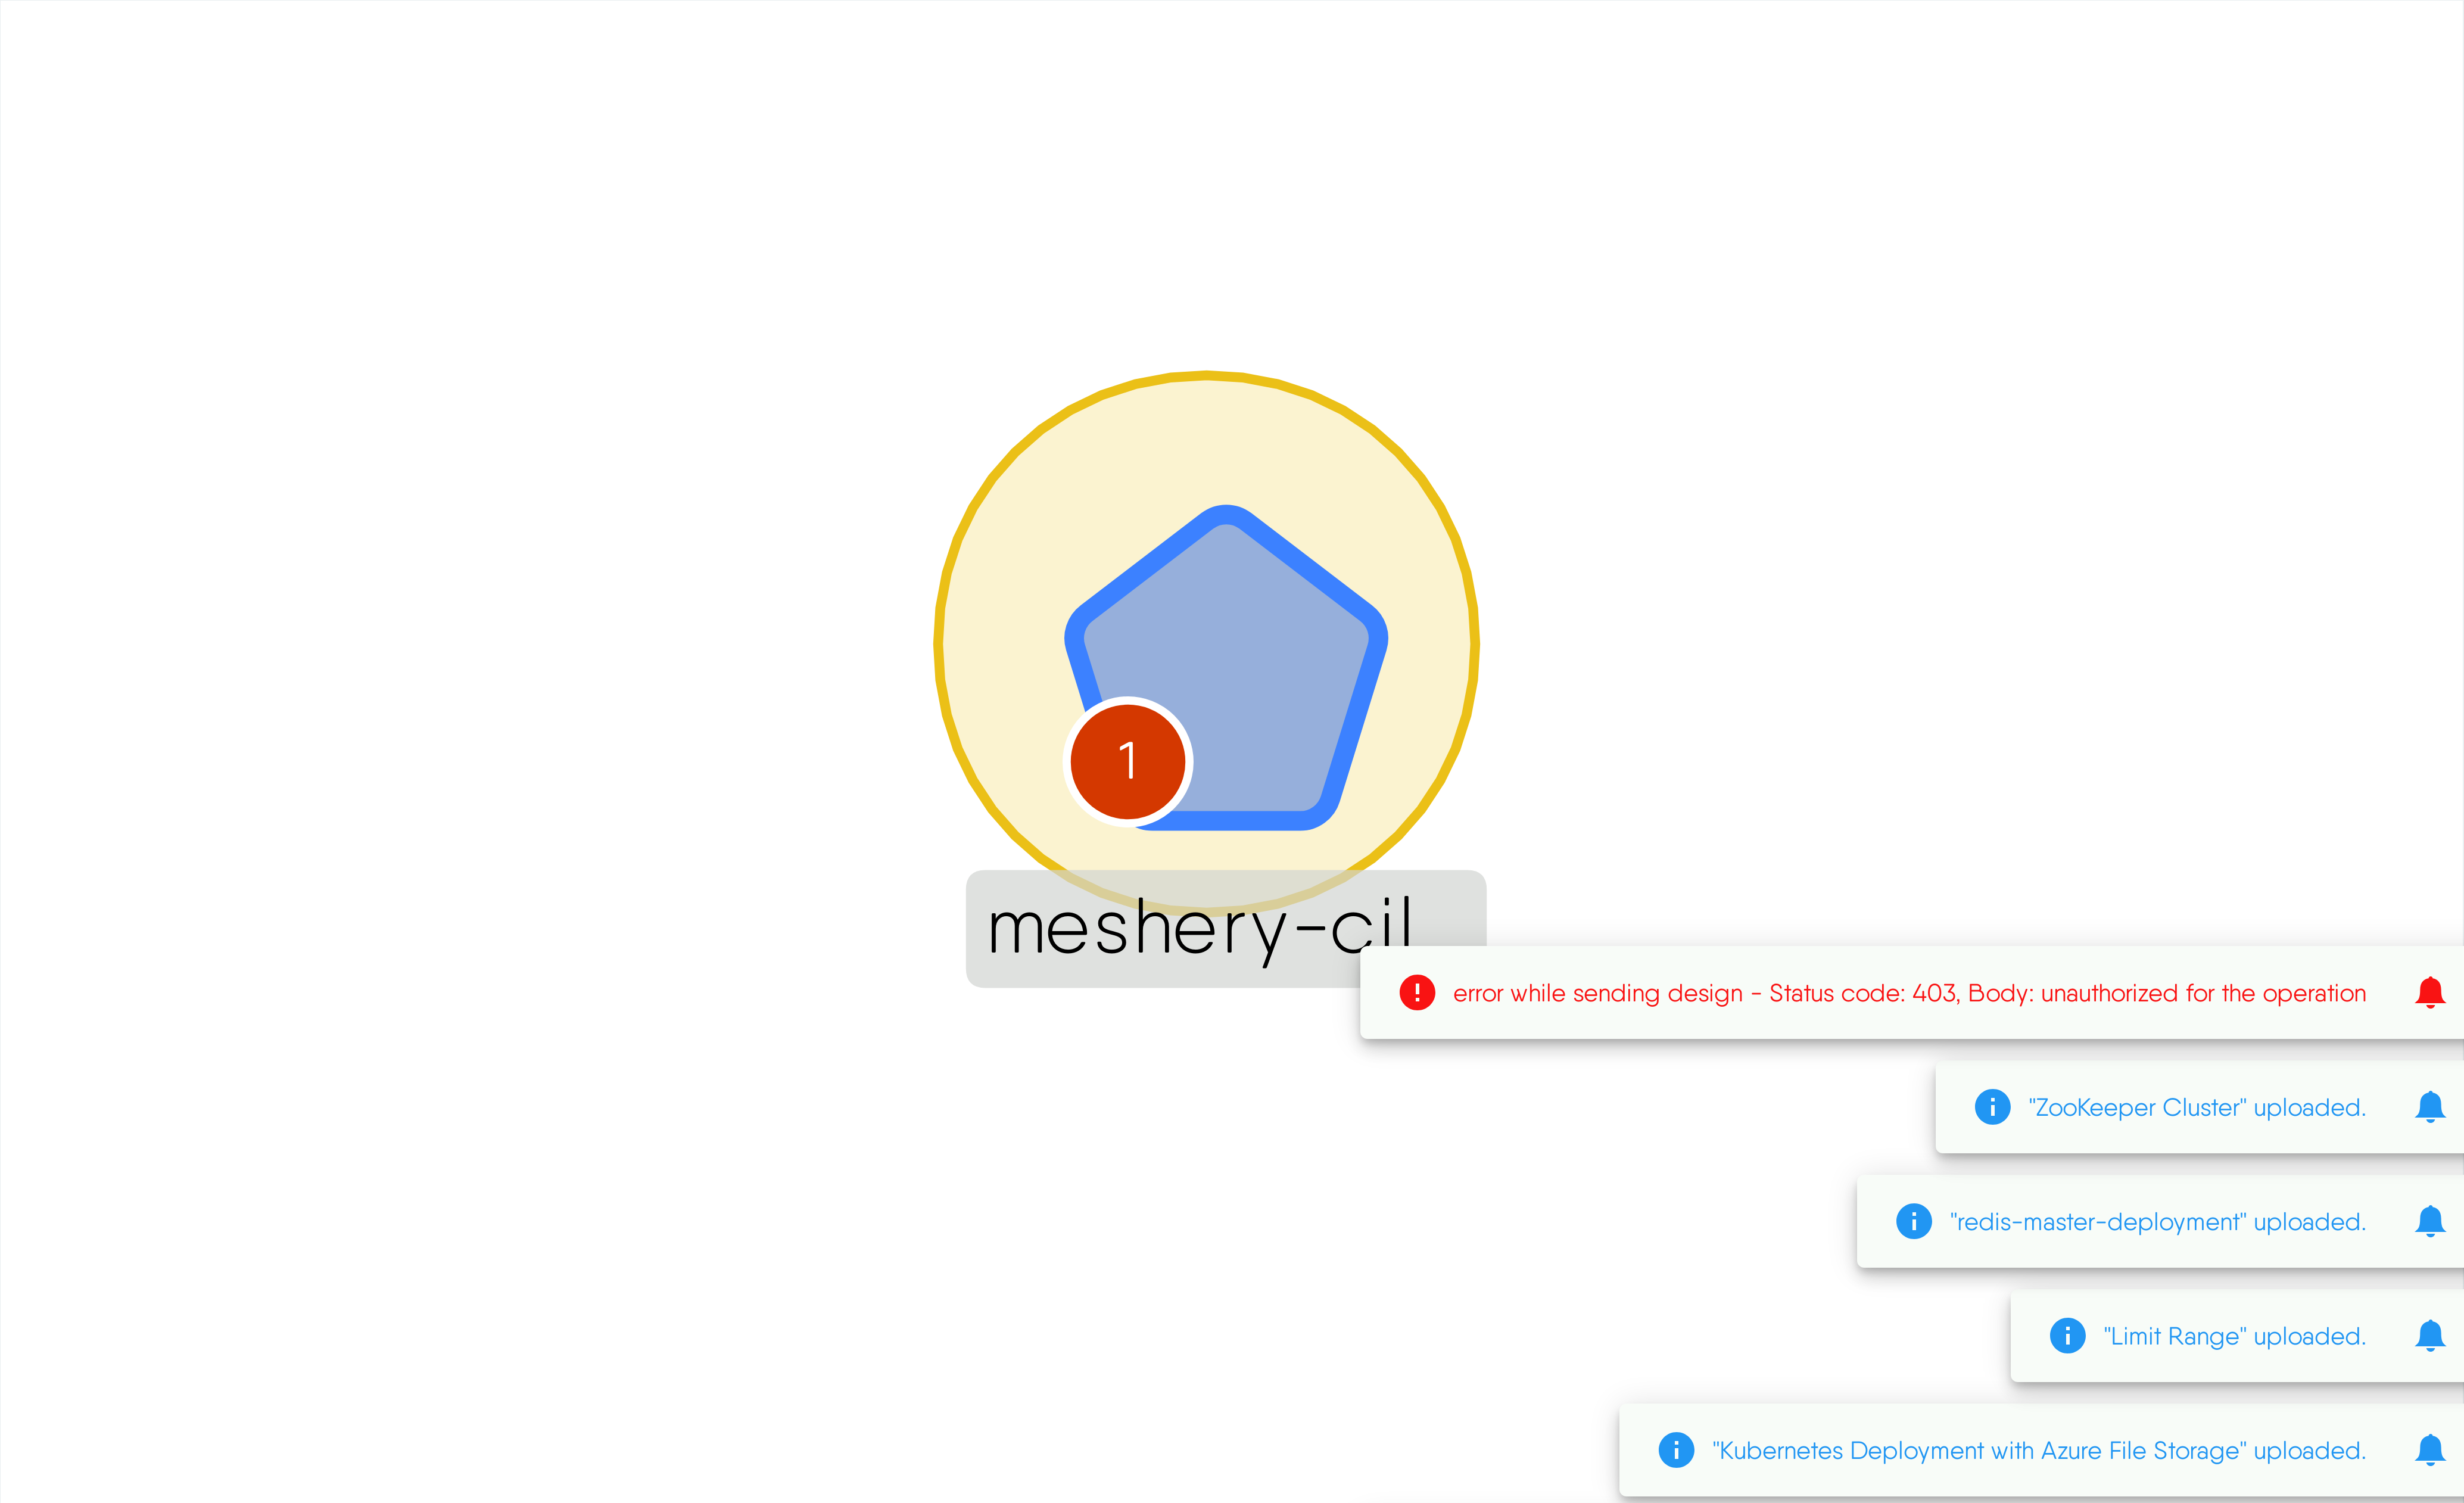 1
meshery-cil
error while sending design - Status code: 403, Body: unauthorized for the operation
"ZooKeeper Cluster" uploaded.
"redis-master-deployment" uploaded.
"Limit Range" uploaded.
"Kubernetes Deployment with Azure File Storage" uploaded.